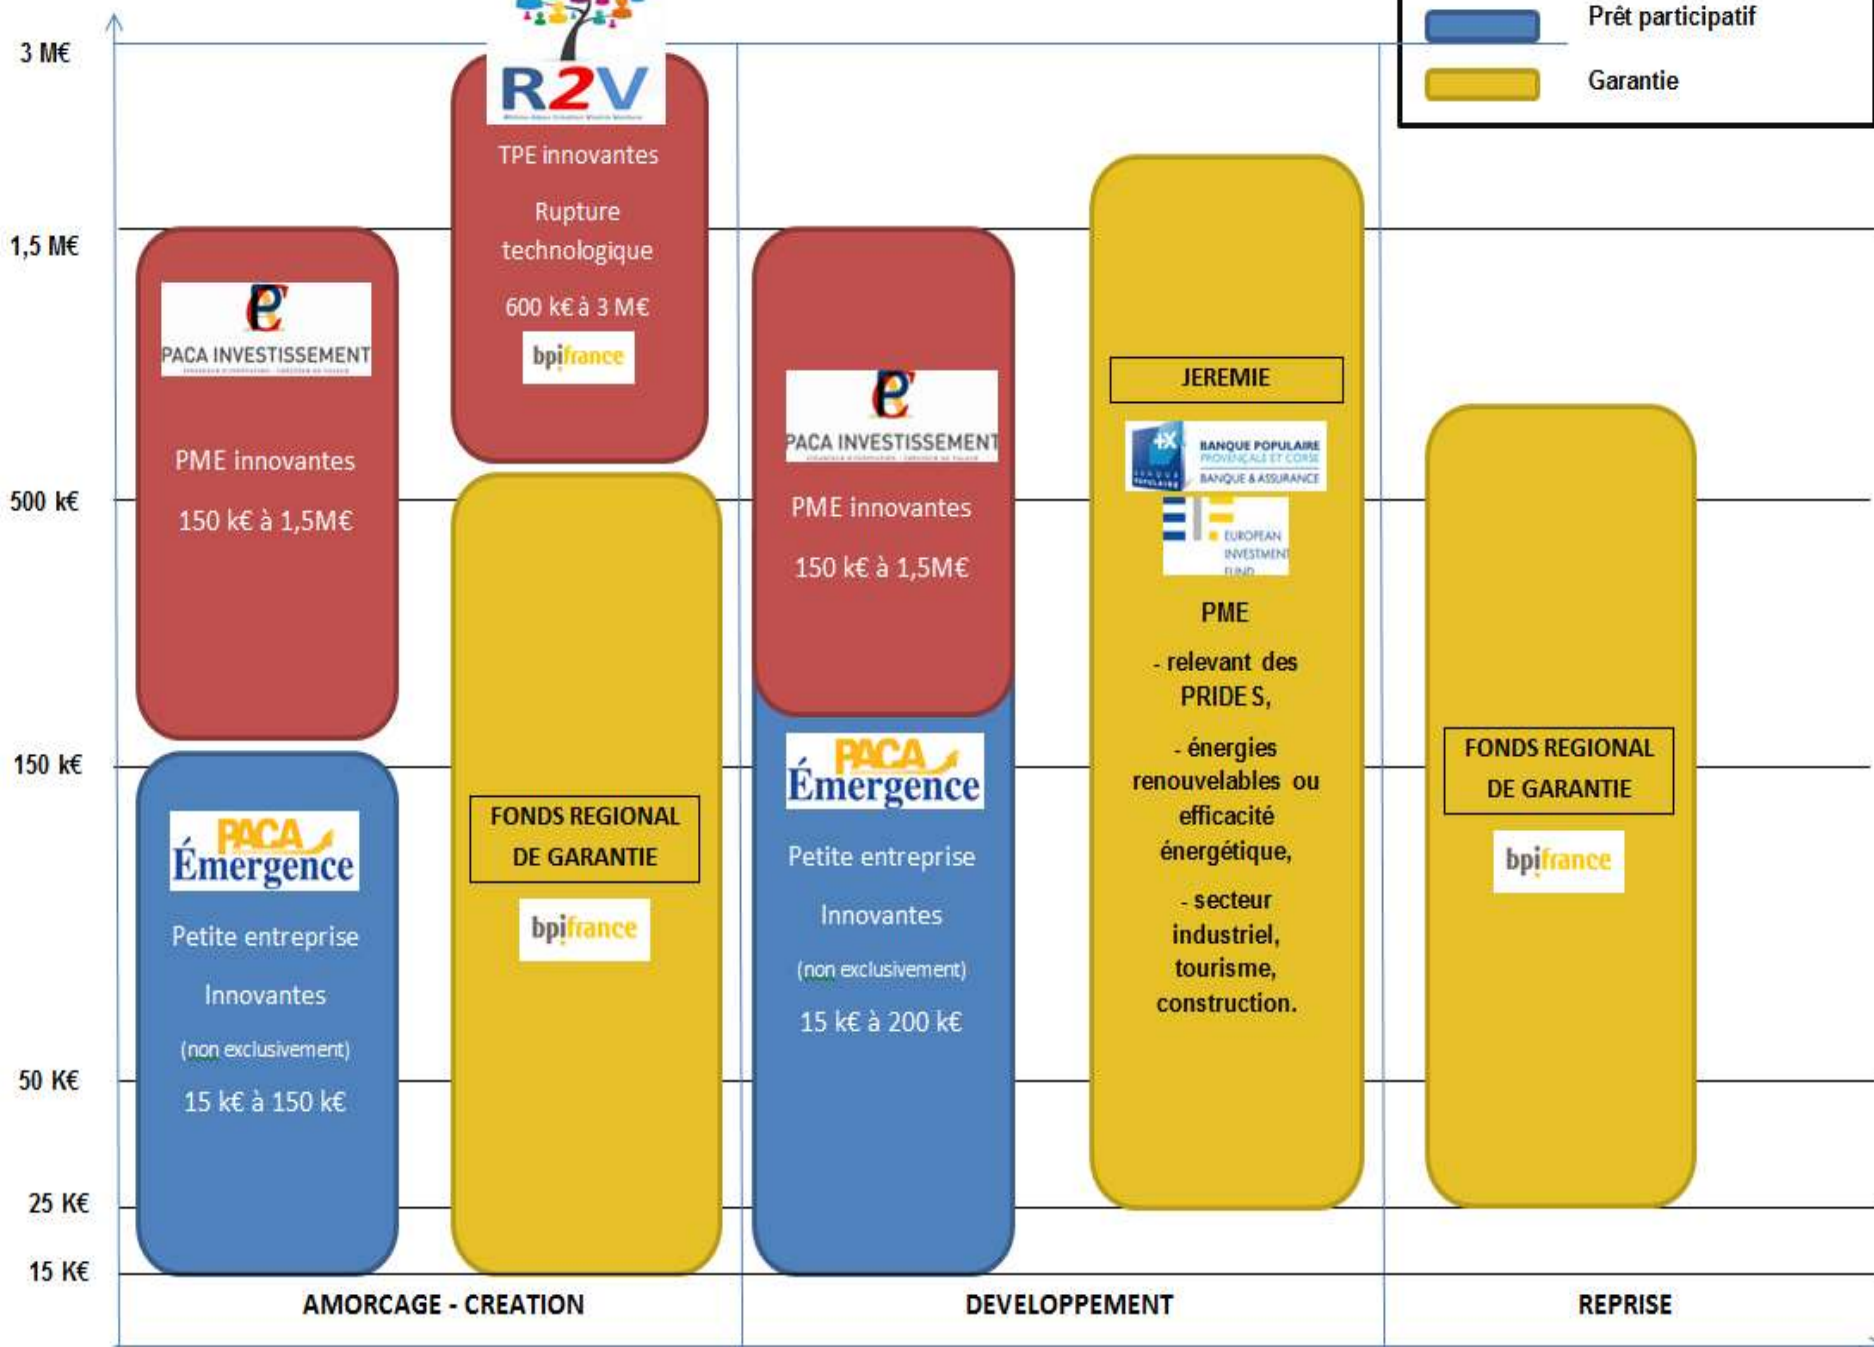 Prêt participatif
Garantie
3 M€
1,5 M€
500 k€
150 k€
50 K€
25 K€
15 K€
PACA INVESTISSEMENT
PME innovantes
150 k€ à 1,5M€
PACA
Émergence
Petite entreprise
Innovantes
(non exclusivement)
15 k€ à 150 k€
R2V
TPE innovantes
Rupture
technologique
600 k€ à 3 M€
bpifrance
FONDS REGIONAL
DE GARANTIE
bpifrance
PACA INVESTISSEMENT
PME innovantes
150 k€ à 1,5M€
PACA
Émergence
Petite entreprise
Innovantes
(non exclusivement)
15 k€ à 200 k€
JEREMIE
BANQUE POPULAIRE
PROVENÇALE ET CORSE
BANQUE & ASSURANCE
BANQUE
POPULAIRE
EUROPEAN
INVESTMENT
FUND
PME
- relevant des
PRIDE S,
- énergies
renouvelables ou
efficacité
énergétique,
- secteur
industriel,
tourisme,
construction.
FONDS REGIONAL
DE GARANTIE
bpifrance
AMORCAGE - CREATION
DEVELOPPEMENT
REPRISE